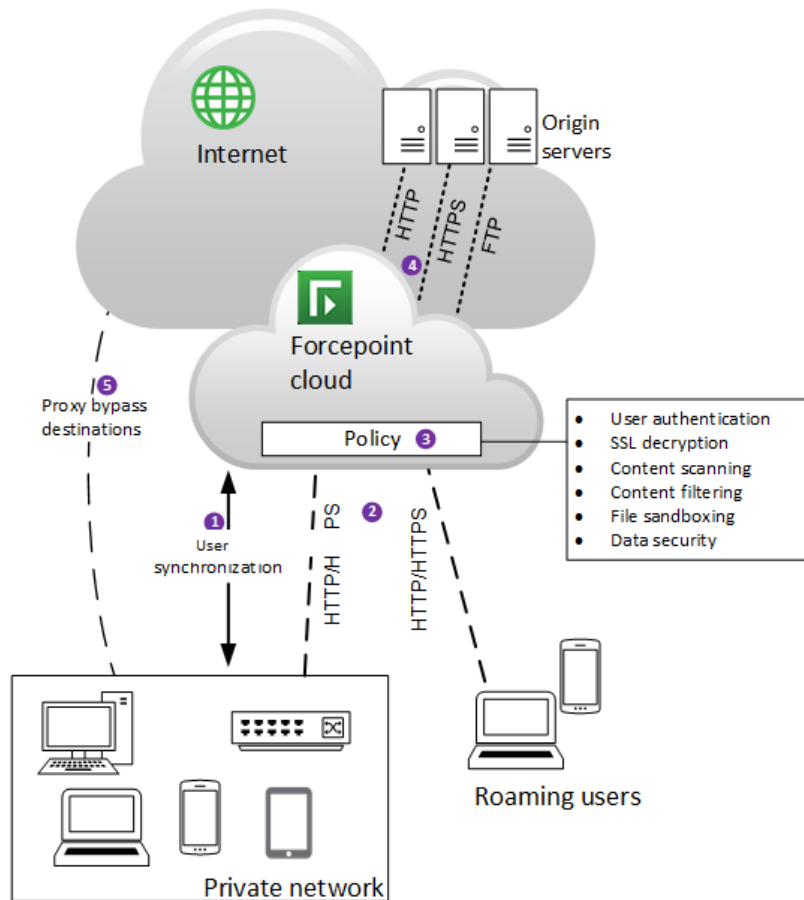 Internet
Origin
servers
HTTP
HTTPS
FTP
4
Forcepoint
cloud
5
Proxy bypass
destinations
Policy 3
• User authentication
• SSL decryption
• Content scanning
• Content filtering
• File sandboxing
• Data security
1
User
synchronization
2
HTTP/H PS
HTTP/HTTPS
Roaming users
Private network